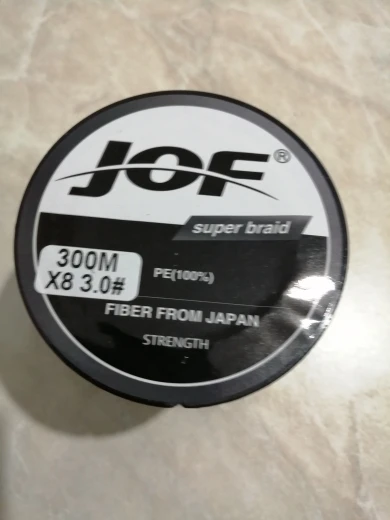 JOF®
super braid
300M
X8 3.0#
PE(100%)
FIBER FROM JAPAN
STRENGTH